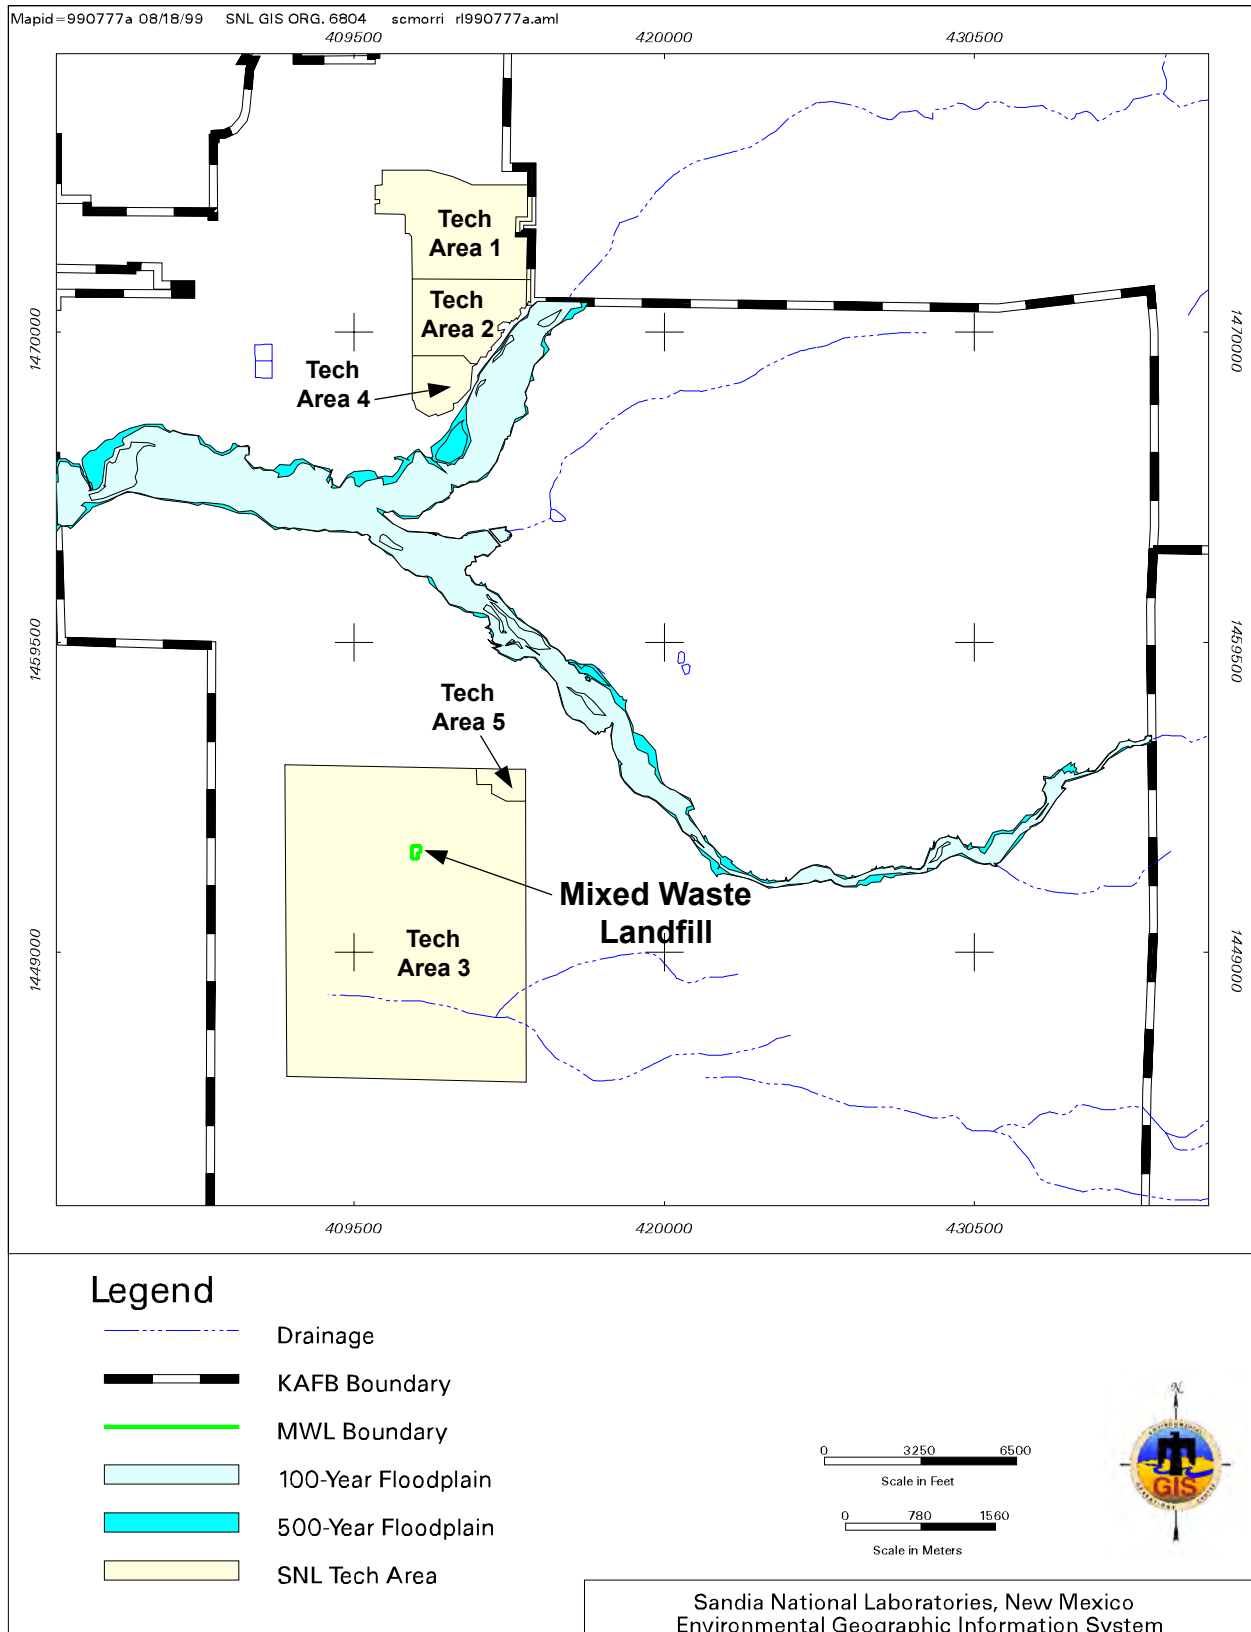 Mapid=990777a 08/18/99 SNL GIS ORG. 6804 scmorri rl990777a.aml
409500 420000 430500
Tech
Area 1
Tech
Area 2
1470000
1470000
Tech
Area 4
1459500
1459500
Tech
Area 5
Mixed Waste
Landfill
Tech
Area 3
1449000
1449000
409500 420000 430500
Legend
Drainage
KAFB Boundary
MWL Boundary
100-Year Floodplain
500-Year Floodplain
SNL Tech Area
0 3250 6500
Scale in Feet
0 780 1560
Scale in Meters
N
ENVIRONMENTAL
GIS
OPERATIONS CENTER
Sandia National Laboratories, New Mexico
Environmental Geographic Information System